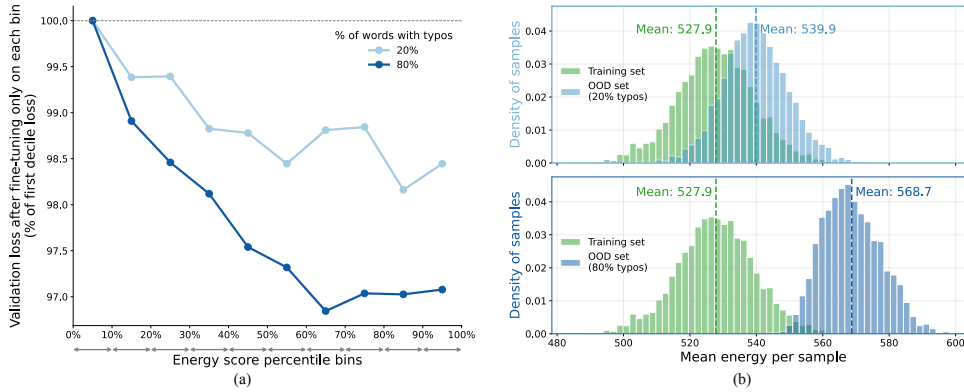 Validation loss after fine-tuning only on each bin
(% of first decile loss)
100.0
99.5
99.0
98.5
98.0
97.5
97.0
% of words with typos
20%
80%
0% 10% 20% 30% 40% 50% 60% 70% 80% 90% 100%
Energy score percentile bins
(a)
Density of samples
0.04
0.03
0.02
0.01
0.00
Mean: 527.9
Mean: 539.9
Training set
OOD set
(20% typos)
Density of samples
0.04
0.03
0.02
0.01
0.00
Mean: 527.9
Mean: 568.7
Training set
OOD set
(80% typos)
480 500 520 540 560 580 600
Mean energy per sample
(b)